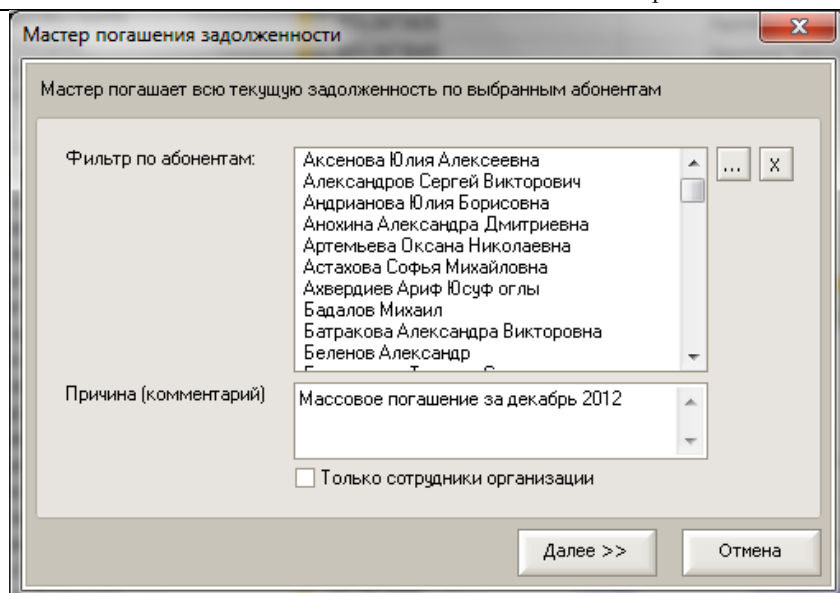 Мастер погашения задолженности
Мастер погашает всю текущую задолженность по выбранным абонентам
Фильтр по абонентам:
Аксенова Юлия Алексеевна
Александров Сергей Викторович
Андрианова Юлия Борисовна
Анохина Александра Дмитриевна
Артемьева Оксана Николаевна
Астахова Софья Михайловна
Ахвердиев Ариф Юсуф оглы
Бадалов Михаил
Батракова Александра Викторовна
Беленов Александр
... X
Причина (комментарий)
Массовое погашение за декабрь 2012
Только сотрудники организации
Далее >>
Отмена